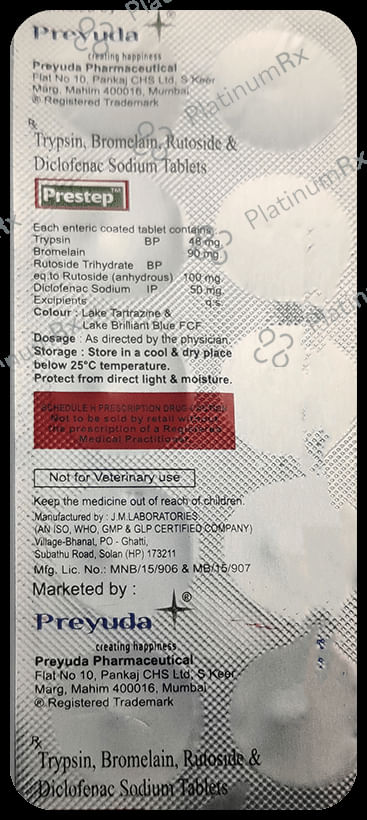 Preyuda
®
creating happiness
Preyuda Pharmaceutical
Flat No 10, Pankaj CHS Ltd, S Keer
Marg, Mahim 400016, Mumbai
® Registered Trademark
Rx
Trypsin, Bromelain, Rutoside &
Diclofenac Sodium Tablets
Prestep™
Each enteric coated tablet contains:
Trypsin BP 48 mg.
Bromelain 90 mg.
Rutoside Trihydrate BP
eq.to Rutoside (anhydrous) 100 mg.
Diclofenac Sodium IP 50 mg.
Excipients q.s.
Colour : Lake Tartrazine &
Lake Brilliant Blue FCF
Dosage : As directed by the physician.
Storage : Store in a cool & dry place
below 25°C temperature.
Protect from direct light & moisture.
SCHEDULE H PRESCRIPTION DRUG-CAUTION
Not to be sold by retail without
the prescription of a Registered
Medical Practitioner.
Not for Veterinary use
Keep the medicine out of reach of children.
Manufactured by : J.M.LABORATORIES
(AN ISO, WHO, GMP & GLP CERTIFIED COMPANY)
Village-Bhanat, PO - Ghatti,
Subathu Road, Solan (HP) 173211
Mfg. Lic. No.: MNB/15/906 & MB/15/907
Marketed by :
Preyuda
®
creating happiness
Preyuda Pharmaceutical
Flat No 10, Pankaj CHS Ltd, S Keer
Marg, Mahim 400016, Mumbai
® Registered Trademark
Rx
Trypsin, Bromelain, Rutoside &
Diclofenac Sodium Tablets
PlatinumRx
PlatinumRx
PlatinumRx